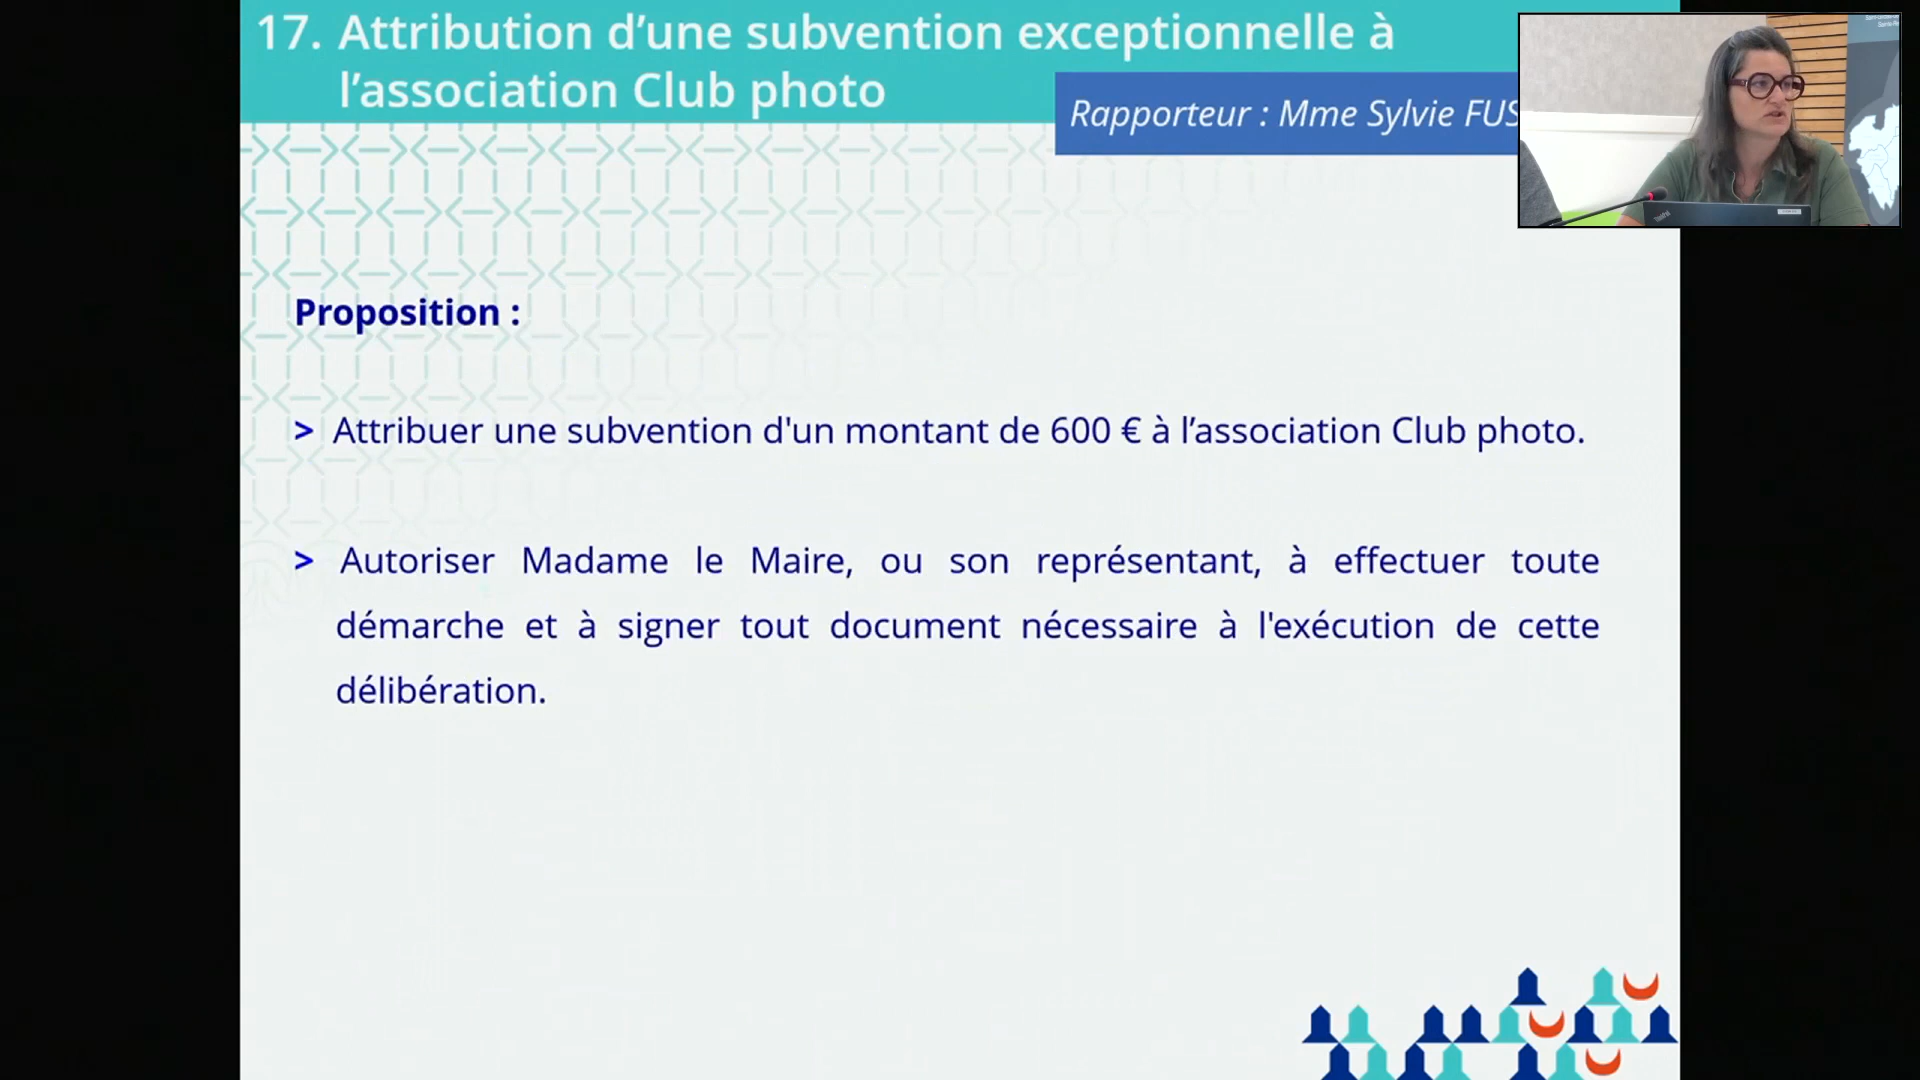 17. Attribution d’une subvention exceptionnelle à
l’association Club photo
Rapporteur : Mme Sylvie
Proposition :
> Attribuer une subvention d'un montant de 600 € à l’association Club photo.
> Autoriser Madame le Maire, ou son représentant, à effectuer toute
démarche et à signer tout document nécessaire à l'exécution de cette
délibération.
ThinkPad